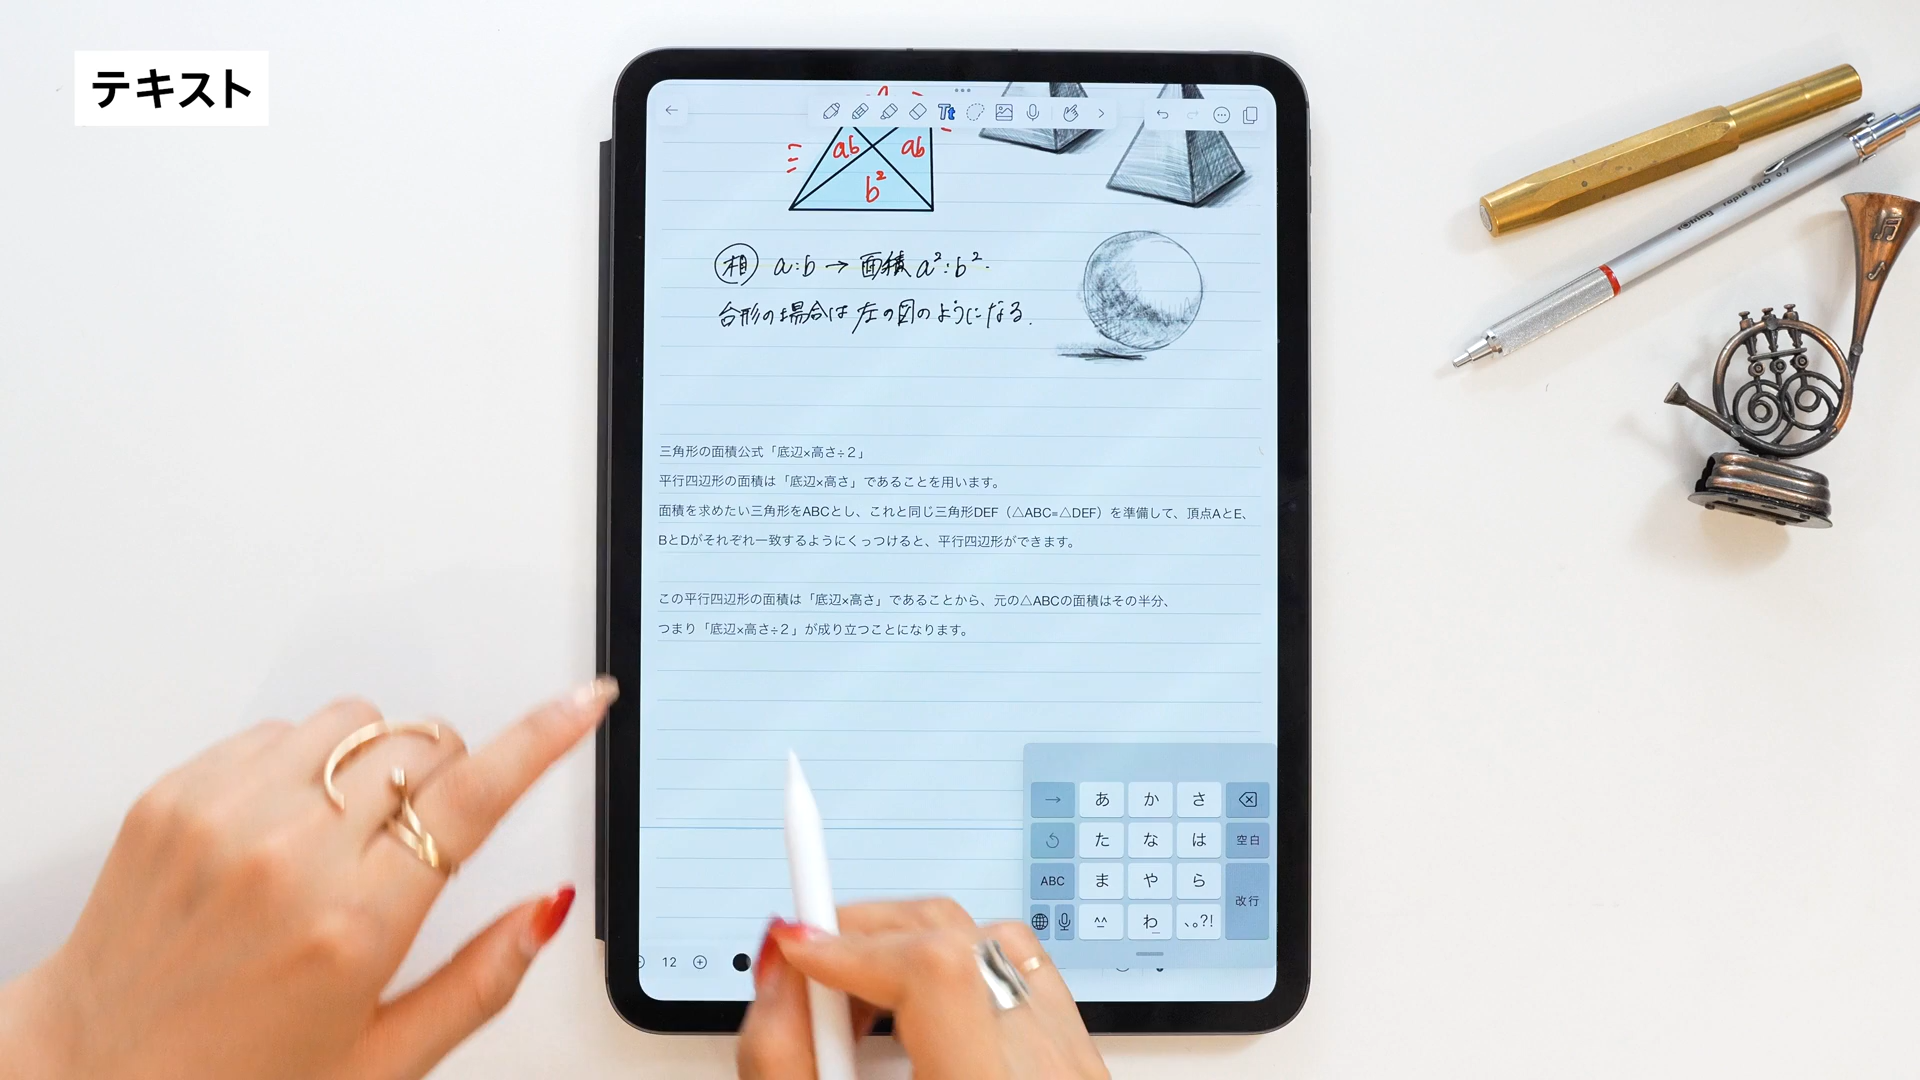 テキスト
Tt
ab
ab
b²
相 a:b → 面積 a²:b².
台形の場合は左の図のようになる.
三角形の面積公式「底辺×高さ÷2」
平行四辺形の面積は「底辺×高さ」であることを用います。
面積を求めたい三角形をABCとし、これと同じ三角形DEF（△ABC=△DEF）を準備して、頂点AとE、
BとDがそれぞれ一致するようにくっつけると、平行四辺形ができます。
この平行四辺形の面積は「底辺×高さ」であることから、元の△ABCの面積はその半分、
つまり「底辺×高さ÷2」が成り立つことになります。
→ あ か さ
た な は 空白
ABC ま や ら 改行
^^ わ 、。?!
12
rotring rapid PRO 0.7